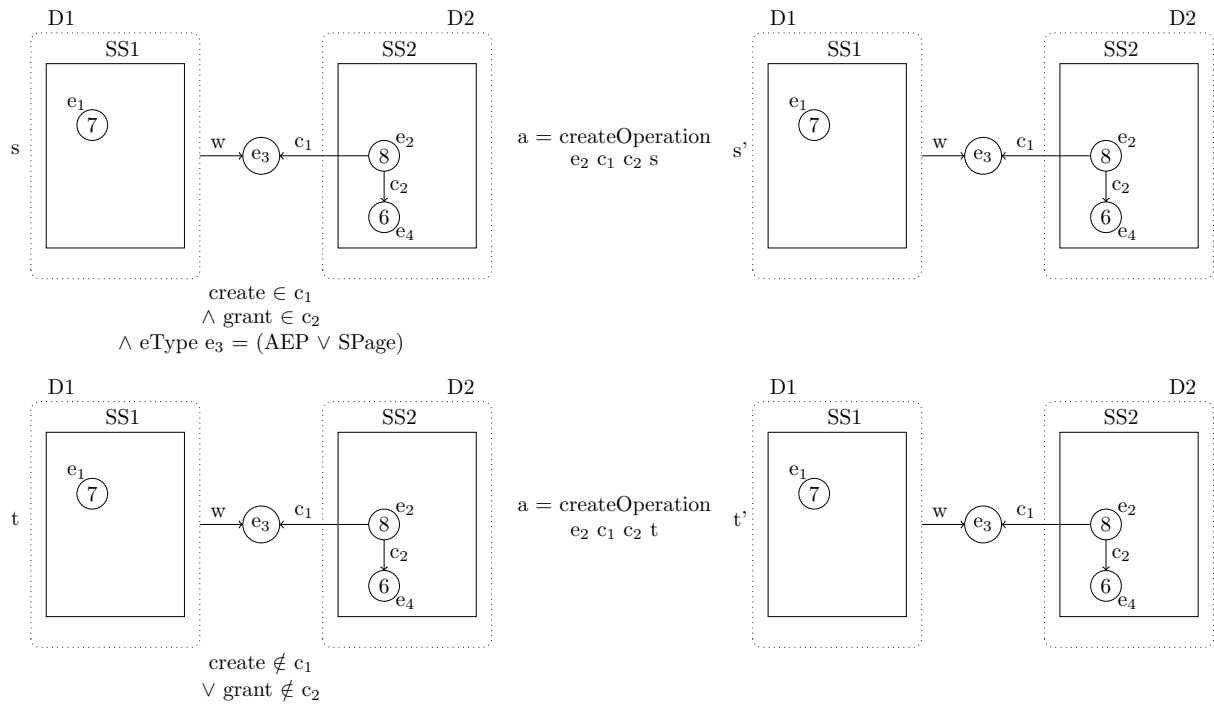 D1 D2 D1 D2
SS1 SS2 SS1 SS2
e1 e1
7 7
s w e3 c1 8 e2 a = createOperation s' w e3 c1 8 e2
e2 c1 c2 s
c2 c2
6 6
e4 e4
create ∈ c1
∧ grant ∈ c2
∧ eType e3 = (AEP ∨ SPage)
D1 D2 D1 D2
SS1 SS2 SS1 SS2
e1 e1
7 7
t w e3 c1 8 e2 a = createOperation t' w e3 c1 8 e2
e2 c1 c2 t
c2 c2
6 6
e4 e4
create ∉ c1
∨ grant ∉ c2